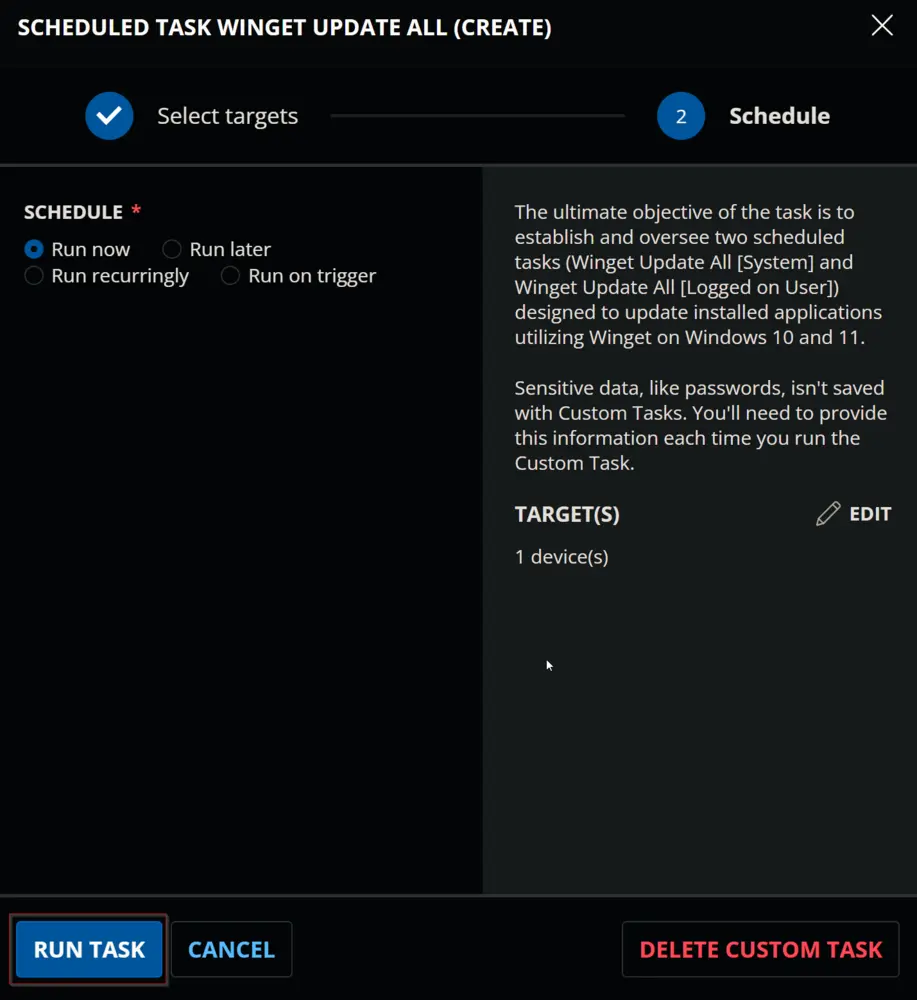 SCHEDULED TASK WINGET UPDATE ALL (CREATE)
Select targets
2
Schedule
SCHEDULE *
Run now
Run later
Run recurringly
Run on trigger
The ultimate objective of the task is to
establish and oversee two scheduled
tasks (Winget Update All [System] and
Winget Update All [Logged on User])
designed to update installed applications
utilizing Winget on Windows 10 and 11.
Sensitive data, like passwords, isn't saved
with Custom Tasks. You'll need to provide
this information each time you run the
Custom Task.
TARGET(S)
EDIT
1 device(s)
RUN TASK
CANCEL
DELETE CUSTOM TASK